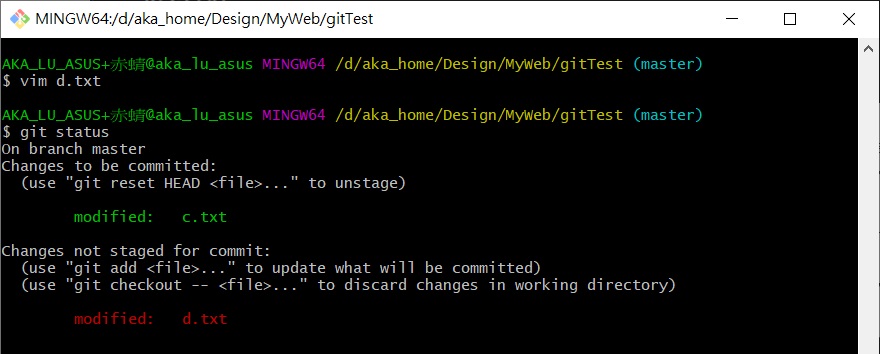 MINGW64:/d/aka_home/Design/MyWeb/gitTest
AKA_LU_ASUS+赤蜻@aka_lu_asus MINGW64 /d/aka_home/Design/MyWeb/gitTest (master)
$ vim d.txt
AKA_LU_ASUS+赤蜻@aka_lu_asus MINGW64 /d/aka_home/Design/MyWeb/gitTest (master)
$ git status
On branch master
Changes to be committed:
  (use "git reset HEAD <file>..." to unstage)
        modified:   c.txt
Changes not staged for commit:
  (use "git add <file>..." to update what will be committed)
  (use "git checkout -- <file>..." to discard changes in working directory)
        modified:   d.txt